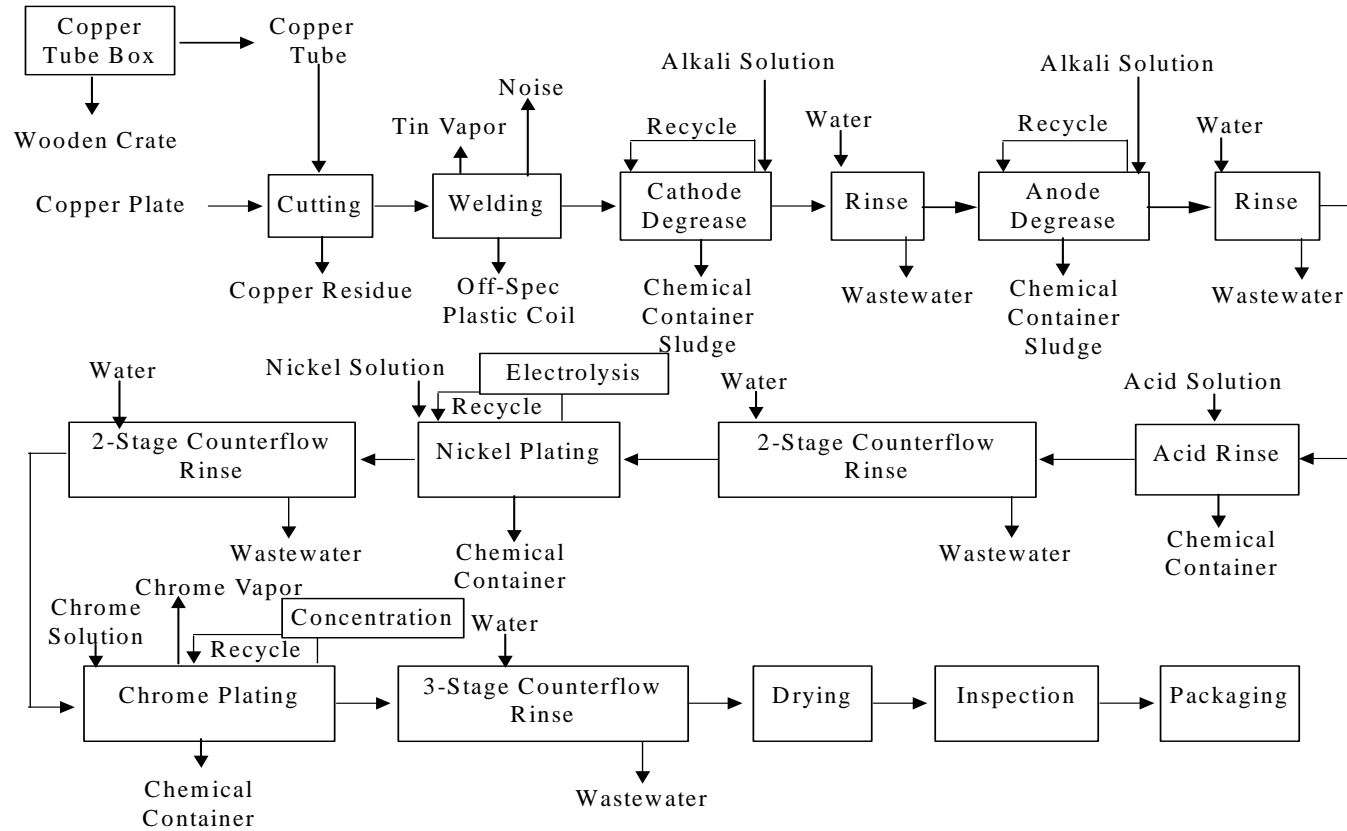 Copper
Tube Box
Copper
Tube
Wooden Crate
Alkali Solution
Alkali Solution
Noise
Tin Vapor
Recycle
Water
Recycle
Water
Copper Plate
Cutting
Welding
Cathode
Degrease
Rinse
Anode
Degrease
Rinse
Copper Residue
Off-Spec
Plastic Coil
Chemical
Container
Sludge
Wastewater
Chemical
Container
Sludge
Wastewater
Water
Nickel Solution
Electrolysis
Recycle
Water
Acid Solution
2-Stage Counterflow
Rinse
Nickel Plating
2-Stage Counterflow
Rinse
Acid Rinse
Wastewater
Chemical
Container
Wastewater
Chemical
Container
Chrome Vapor
Chrome
Solution
Concentration
Recycle
Water
Chrome Plating
3-Stage Counterflow
Rinse
Drying
Inspection
Packaging
Chemical
Container
Wastewater